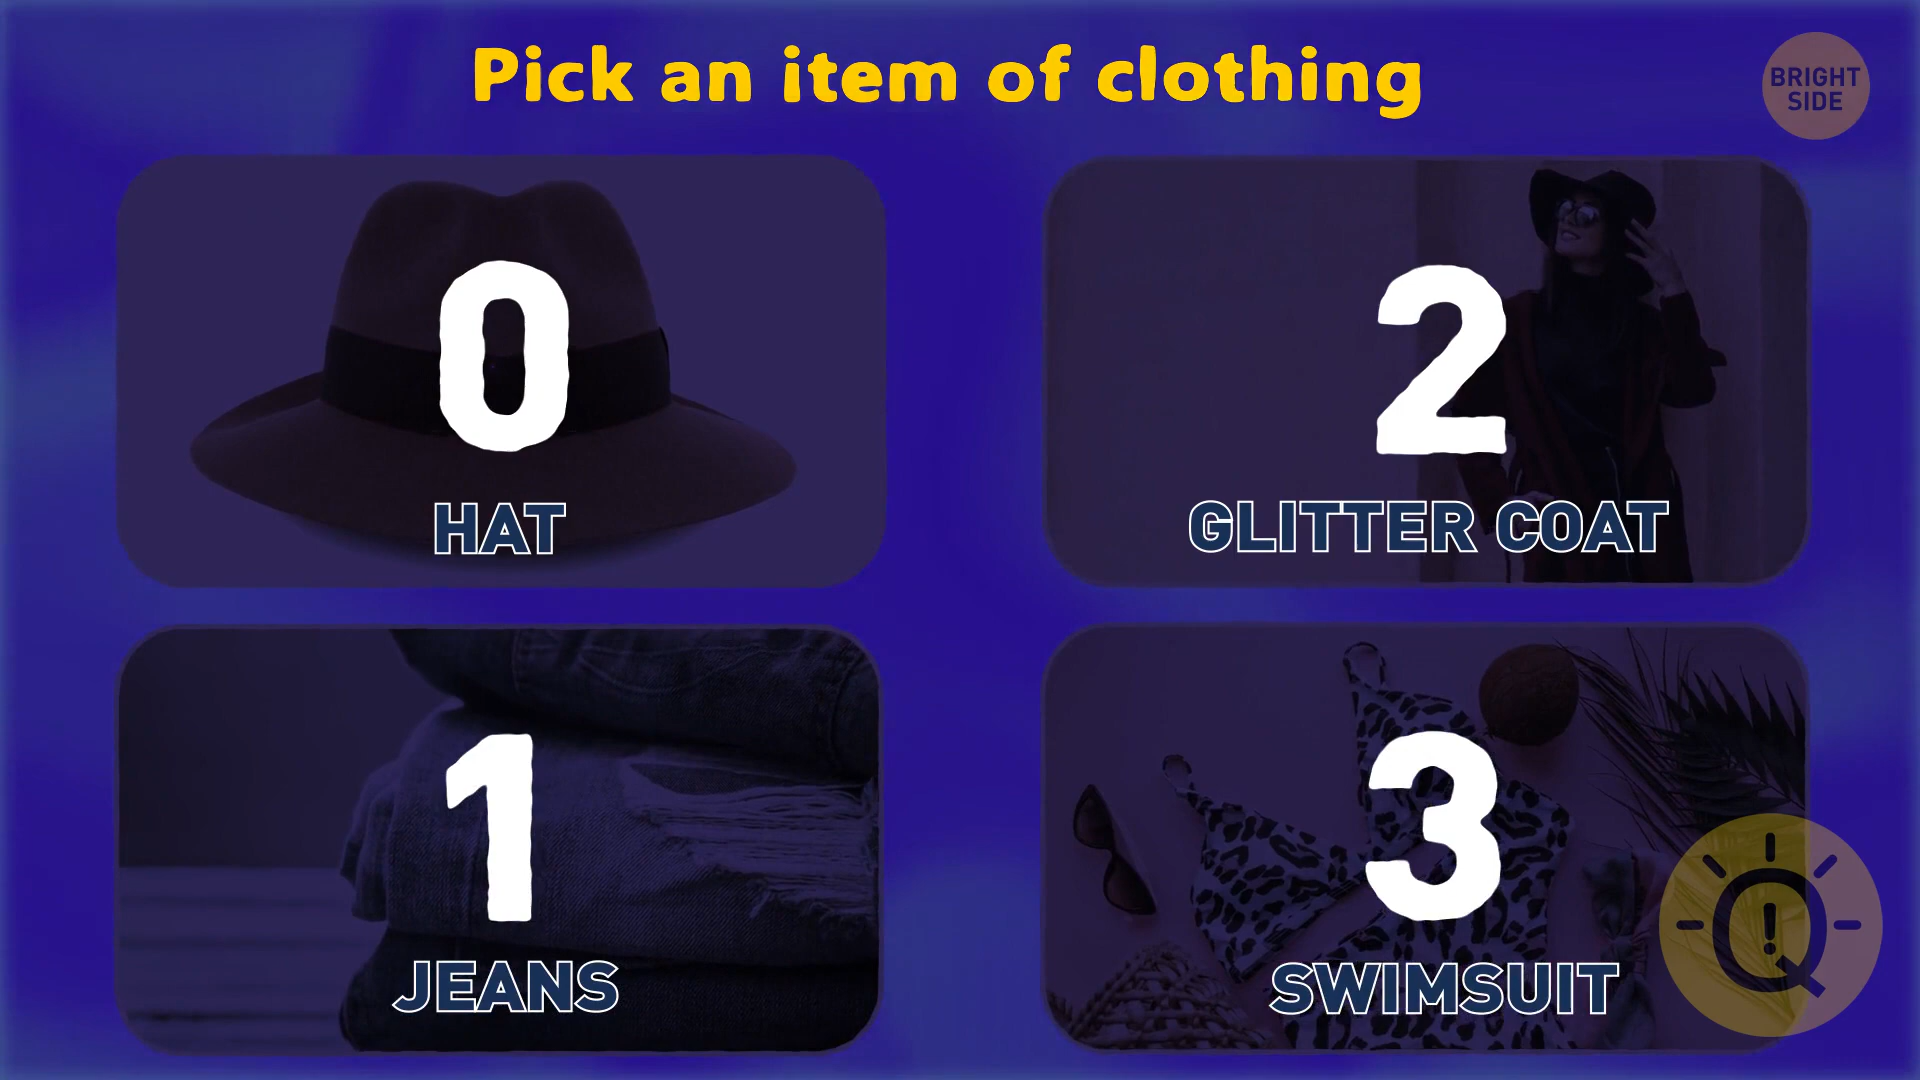 Pick an item of clothing
BRIGHT
SIDE
0
HAT
2
GLITTER COAT
1
JEANS
3
SWIMSUIT
Q!